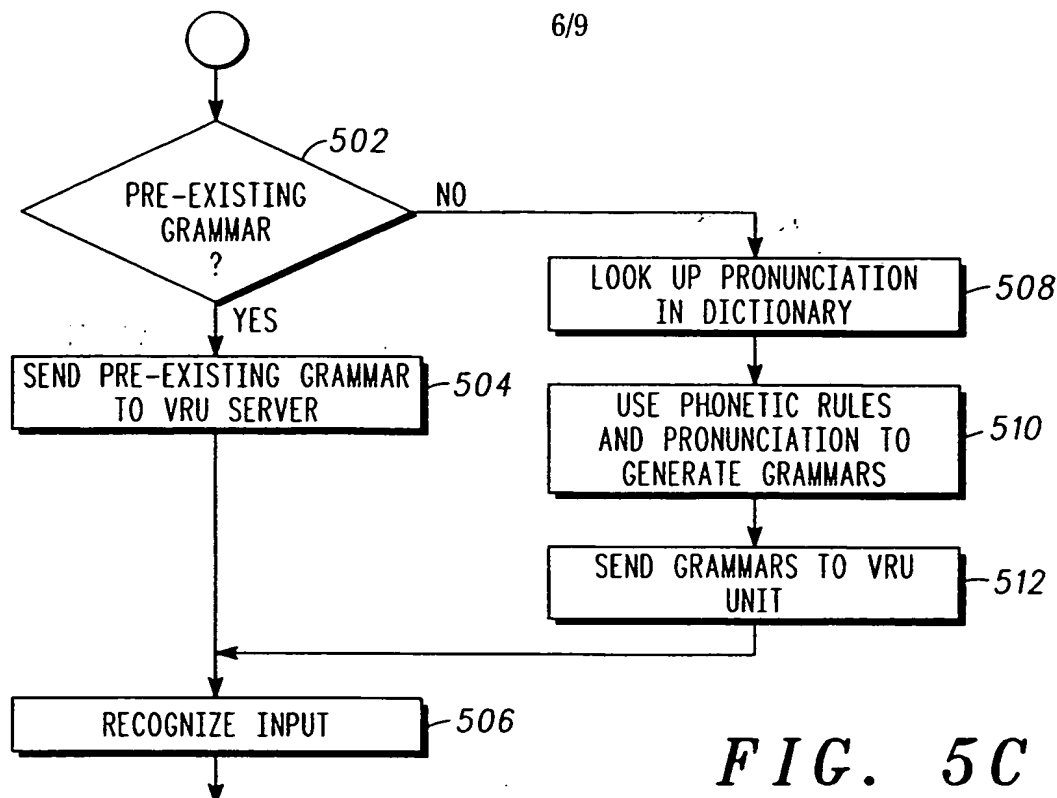 6/9
502
PRE-EXISTING
GRAMMAR
?
NO
YES
SEND PRE-EXISTING GRAMMAR
TO VRU SERVER
504
LOOK UP PRONUNCIATION
IN DICTIONARY
508
USE PHONETIC RULES
AND PRONUNCIATION TO
GENERATE GRAMMARS
510
SEND GRAMMARS TO VRU
UNIT
512
RECOGNIZE INPUT
506
FIG. 5C